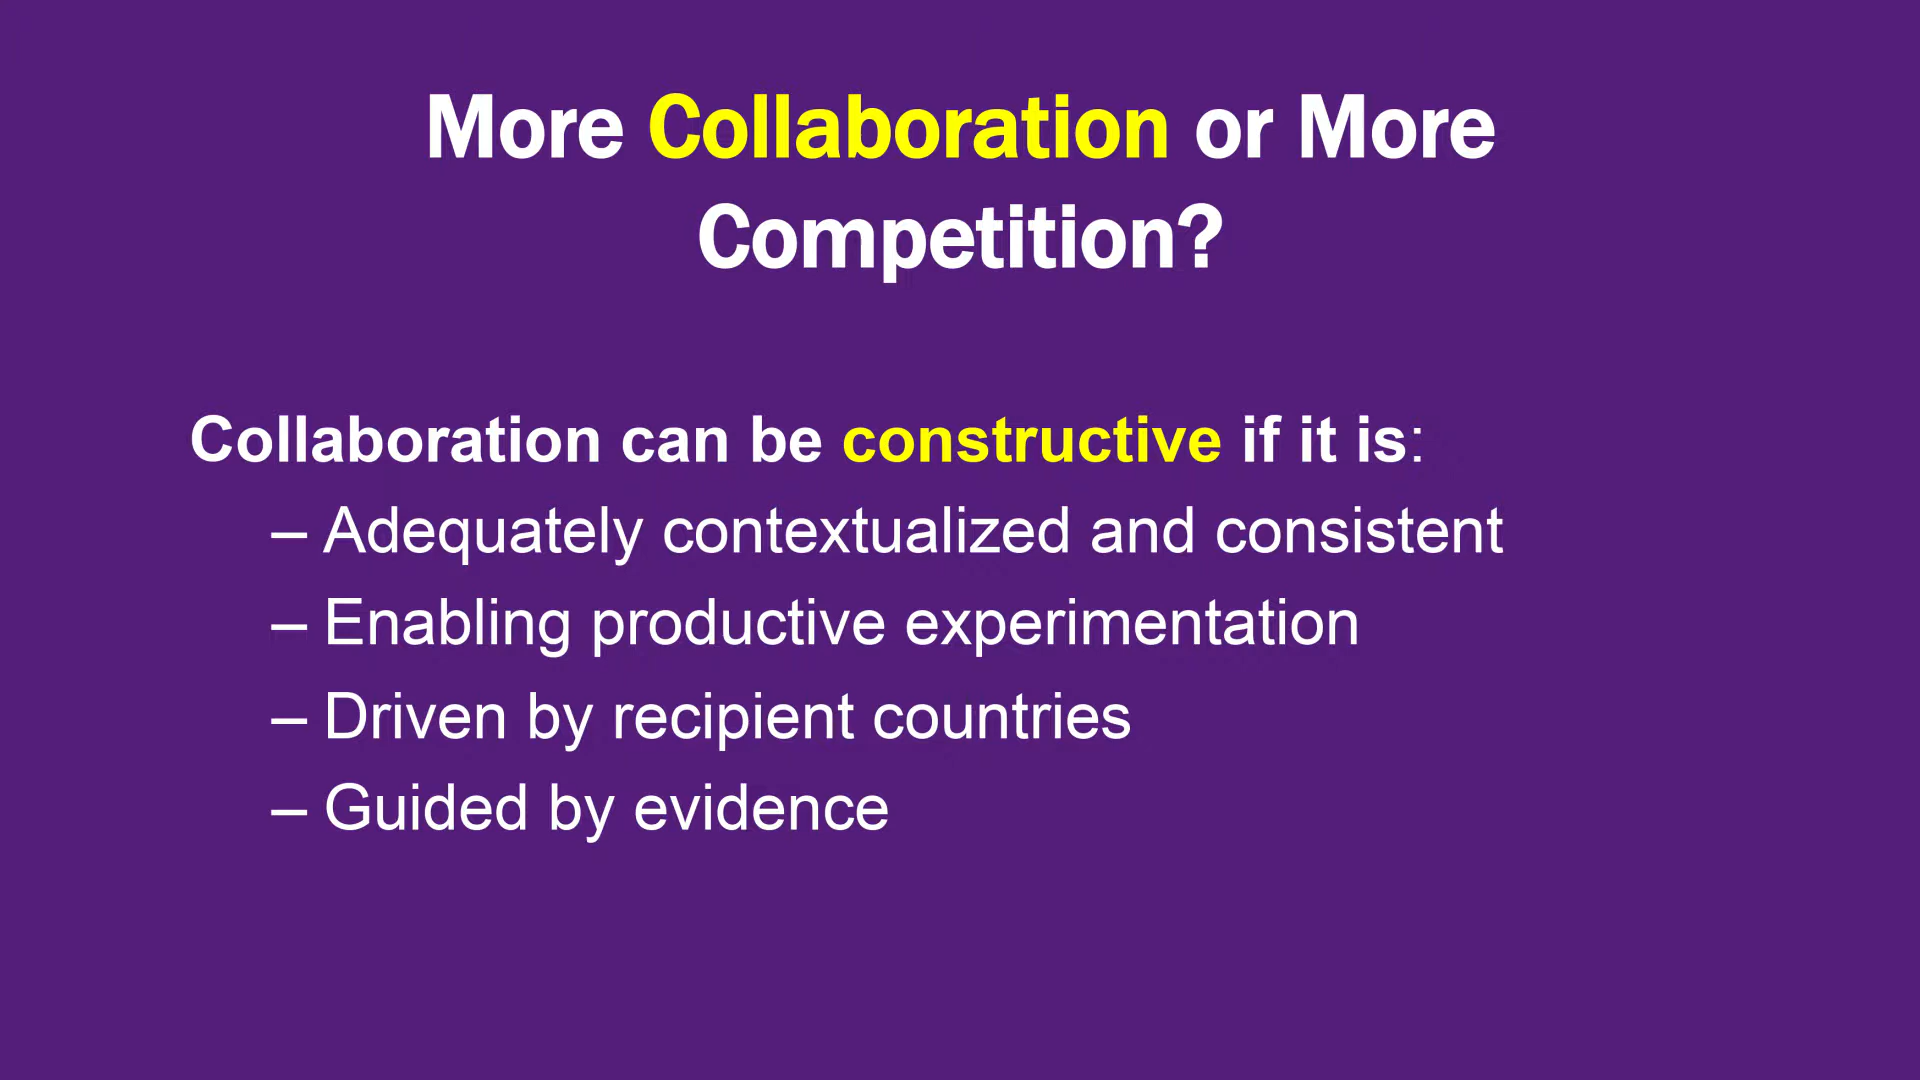 More Collaboration or More
Competition?
Collaboration can be constructive if it is:
– Adequately contextualized and consistent
– Enabling productive experimentation
– Driven by recipient countries
– Guided by evidence